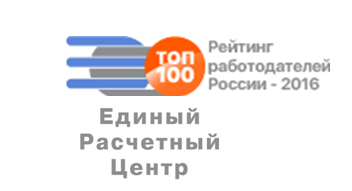 ТОП
100
Рейтинг
работодателей
России - 2016
Единый
Расчетный
Центр